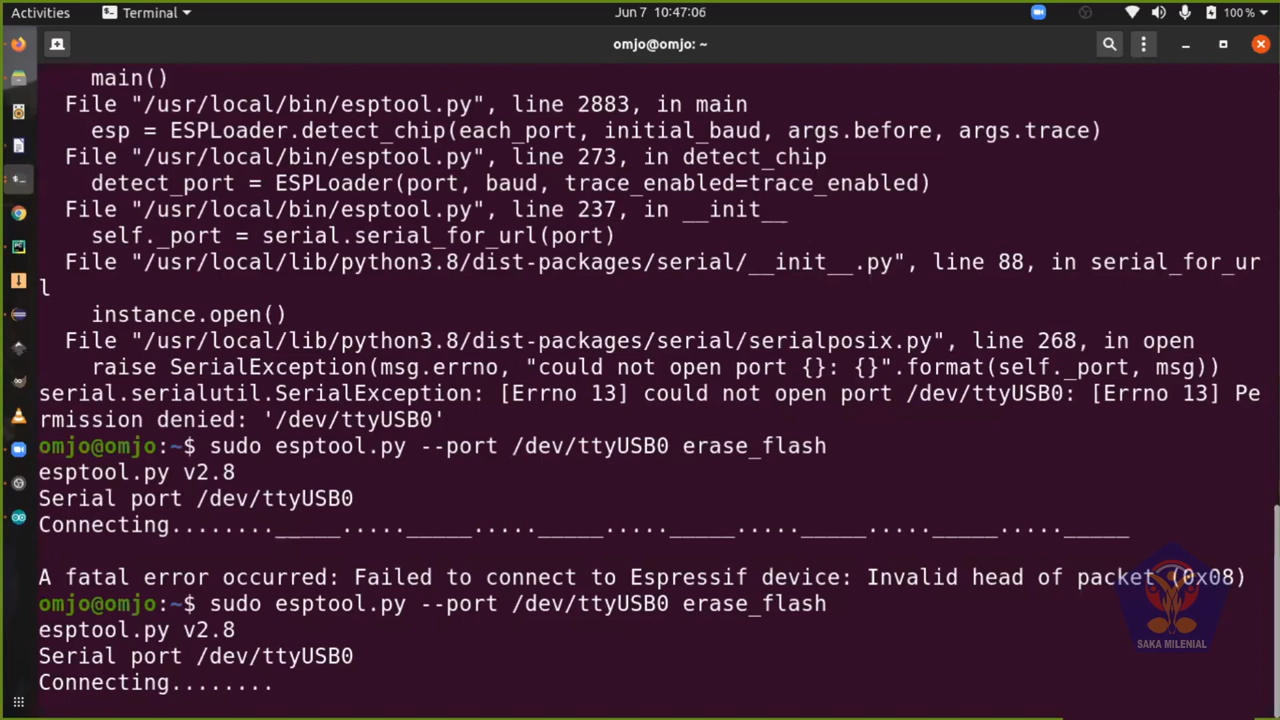 Activities
Terminal
Jun 7 10:47:06
100 %
omjo@omjo: ~
main()
File "/usr/local/bin/esptool.py", line 2883, in main
esp = ESPLoader.detect_chip(each_port, initial_baud, args.before, args.trace)
File "/usr/local/bin/esptool.py", line 273, in detect_chip
detect_port = ESPLoader(port, baud, trace_enabled=trace_enabled)
File "/usr/local/bin/esptool.py", line 237, in __init__
self._port = serial.serial_for_url(port)
File "/usr/local/lib/python3.8/dist-packages/serial/__init__.py", line 88, in serial_for_ur
l
instance.open()
File "/usr/local/lib/python3.8/dist-packages/serial/serialposix.py", line 268, in open
raise SerialException(msg.errno, "could not open port {}: {}".format(self._port, msg))
serial.serialutil.SerialException: [Errno 13] could not open port /dev/ttyUSB0: [Errno 13] Pe
rmission denied: '/dev/ttyUSB0'
omjo@omjo:~$ sudo esptool.py --port /dev/ttyUSB0 erase_flash
esptool.py v2.8
Serial port /dev/ttyUSB0
Connecting........_____....._____....._____....._____....._____....._____....._____
A fatal error occurred: Failed to connect to Espressif device: Invalid head of packet (0x08)
omjo@omjo:~$ sudo esptool.py --port /dev/ttyUSB0 erase_flash
esptool.py v2.8
Serial port /dev/ttyUSB0
Connecting........
SAKA MILENIAL